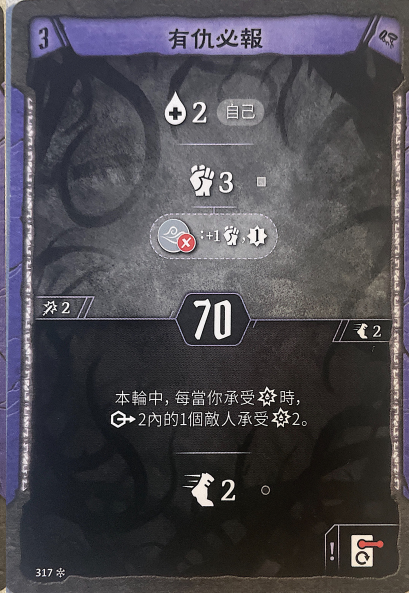 3 有仇必報
2 自己
3
:+1 , 1
2 70 2
本輪中, 每當你承受 時,
2內的1個敵人承受 2。
2
!
317